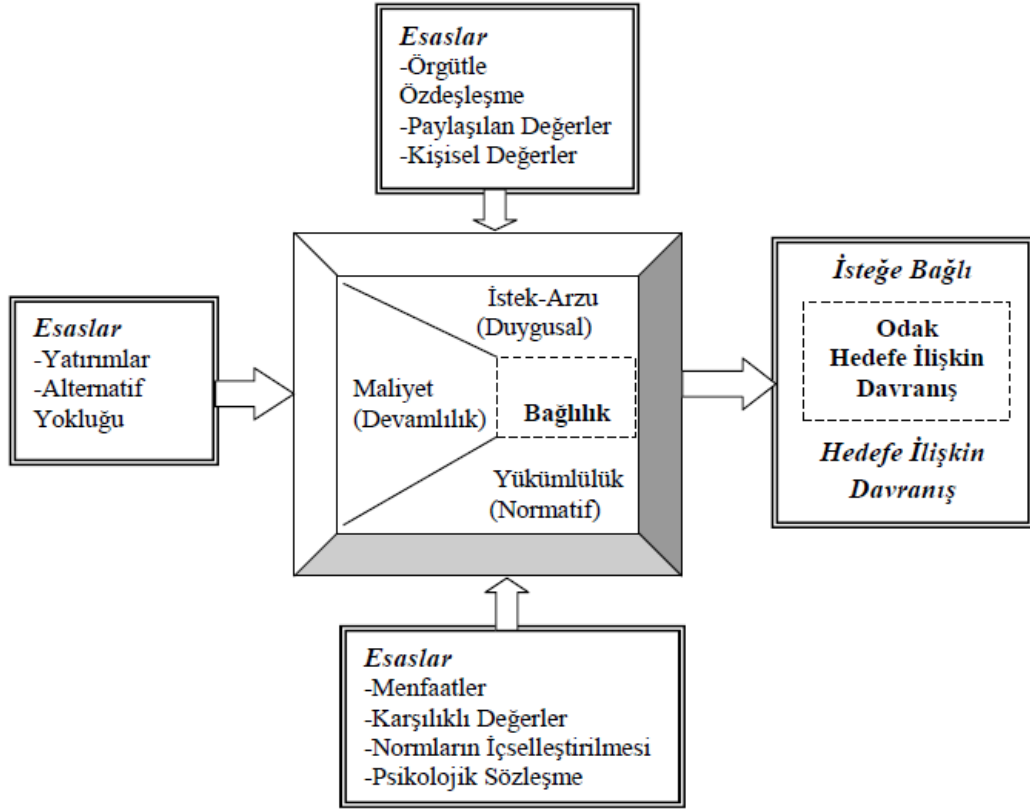 Esaslar
-Örgütle
Özdeşleşme
-Paylaşılan Değerler
-Kişisel Değerler
Esaslar
-Yatırımlar
-Alternatif
Yokluğu
İstek-Arzu
(Duygusal)
Maliyet
(Devamlılık)
Bağlılık
Yükümlülük
(Normatif)
İsteğe Bağlı
Odak
Hedefe İlişkin
Davranış
Hedefe İlişkin
Davranış
Esaslar
-Menfaatler
-Karşılıklı Değerler
-Normların İçselleştirilmesi
-Psikolojik Sözleşme